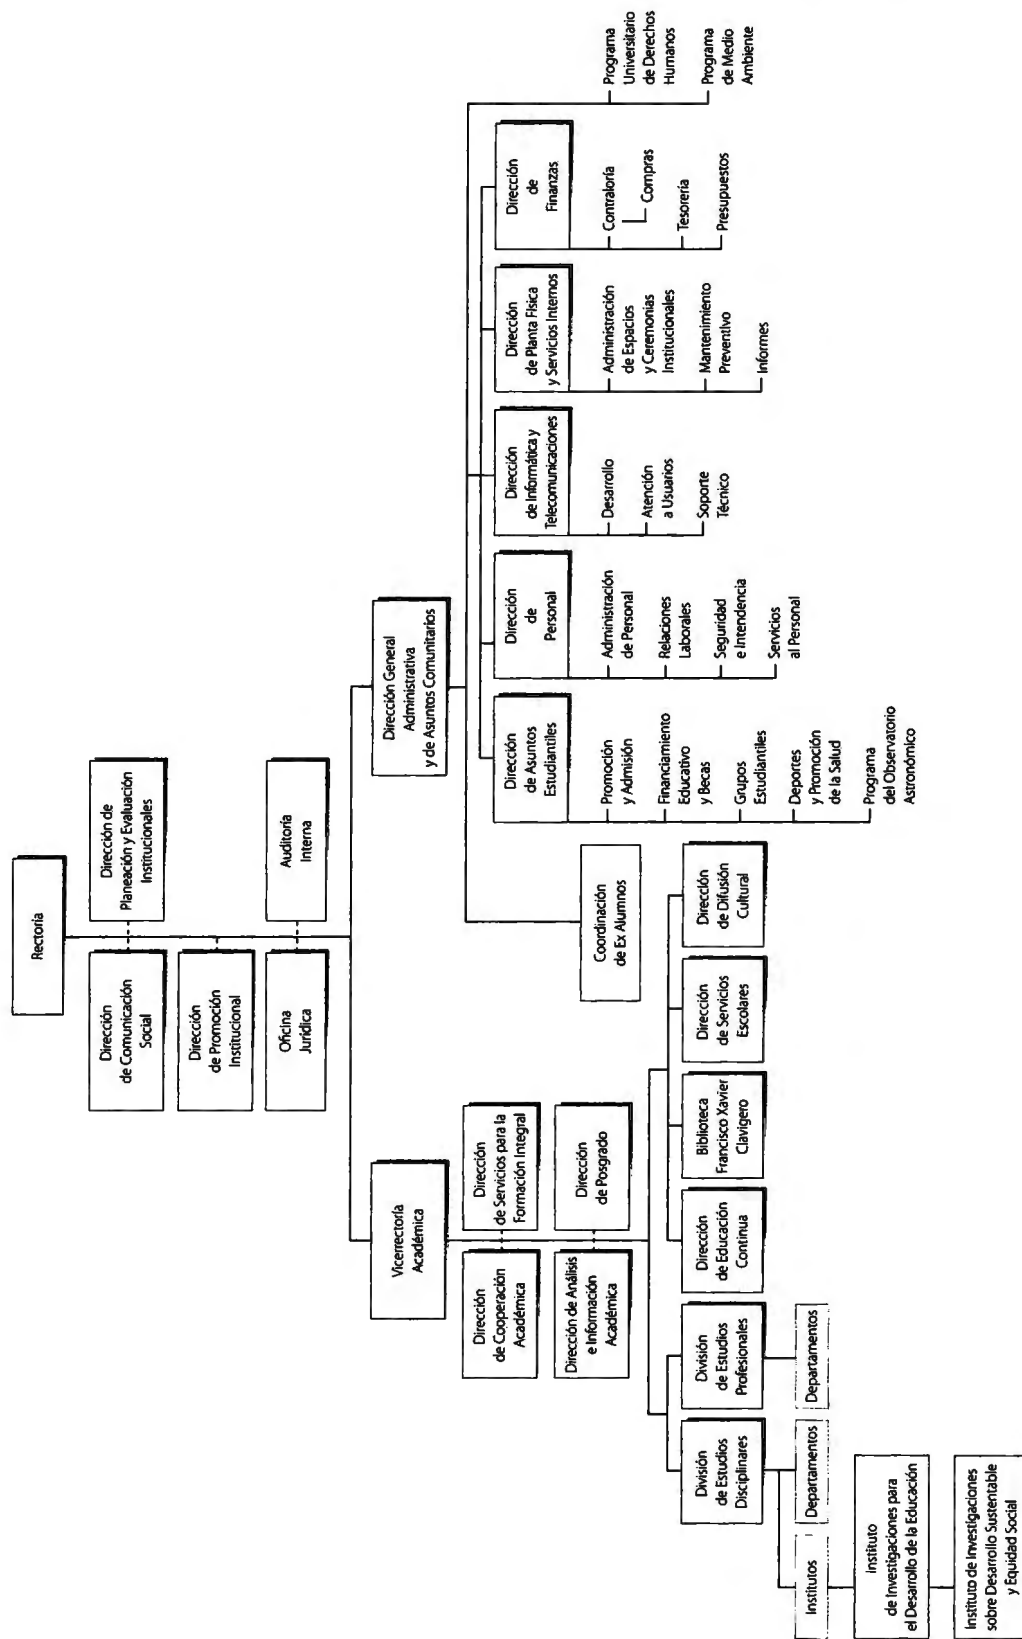 Rectoría
Dirección
de Comunicación
Social
Dirección de
Planeación y Evaluación
Institucionales
Dirección
de Promoción
Institucional
Oficina
Jurídica
Auditoría
Interna
Vicerrectoría
Académica
Dirección General
Administrativa
y de Asuntos Comunitarios
Dirección
de Cooperación
Académica
Dirección
de Servicios para la
Formación Integral
Dirección de Análisis
e Información
Académica
Dirección
de Posgrado
Coordinación
de Ex Alumnos
División
de Estudios
Disciplinares
División
de Estudios
Profesionales
Dirección
de Educación
Continua
Biblioteca
Francisco Xavier
Clavigero
Dirección
de Servicios
Escolares
Dirección
de Difusión
Cultural
Institutos
Departamentos
Departamentos
Instituto
de Investigaciones para
el Desarrollo de la Educación
Instituto de Investigaciones
sobre Desarrollo Sustentable
y Equidad Social
Dirección
de Asuntos
Estudiantiles
Promoción
y Admisión
Financiamiento
Educativo
y Becas
Grupos
Estudiantiles
Deportes
y Promoción
de la Salud
Programa
del Observatorio
Astronómico
Dirección
de
Personal
Administración
de Personal
Relaciones
Laborales
Seguridad
e Intendencia
Servicios
al Personal
Dirección
de Informática y
Telecomunicaciones
Desarrollo
Atención
a Usuarios
Soporte
Técnico
Dirección
de Planta Física
y Servicios Internos
Administración
de Espacios
y Ceremonias
Institucionales
Mantenimiento
Preventivo
Informes
Dirección
de
Finanzas
Contraloría
Compras
Tesorería
Presupuestos
Programa
Universitario
de Derechos
Humanos
Programa
de Medio
Ambiente